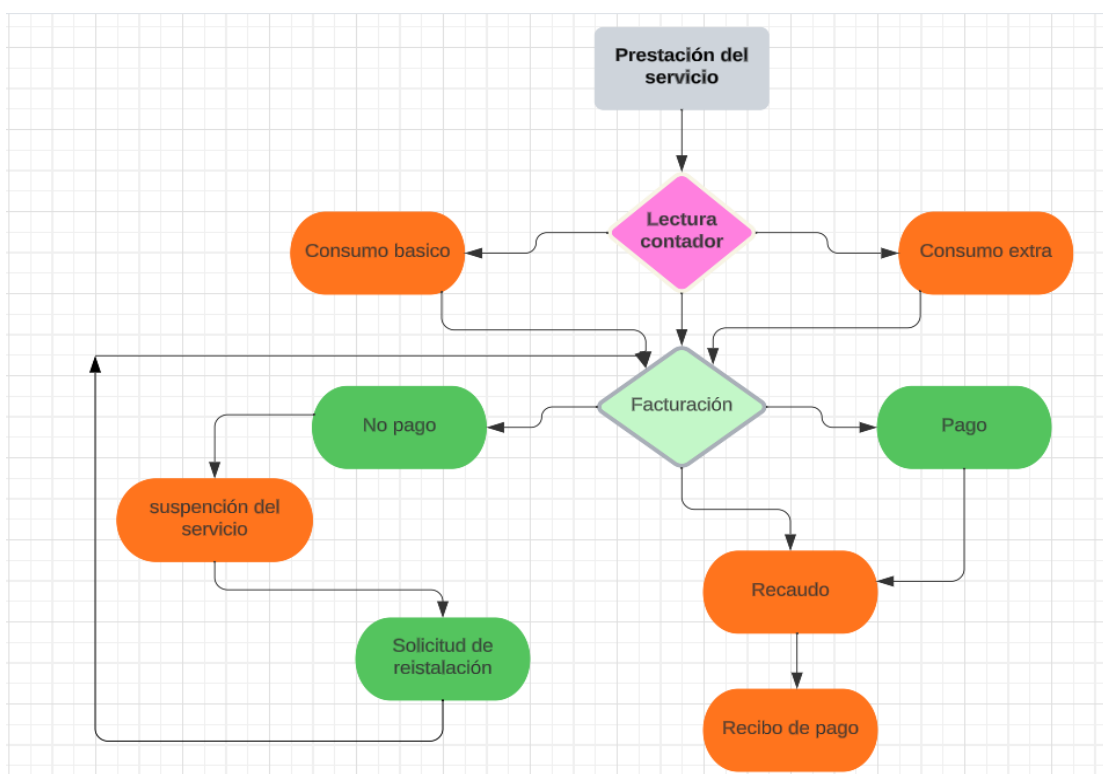 Prestación del
servicio
Lectura
contador
Consumo basico
Consumo extra
Facturación
No pago
Pago
suspención del
servicio
Recaudo
Solicitud de
reistalación
Recibo de pago